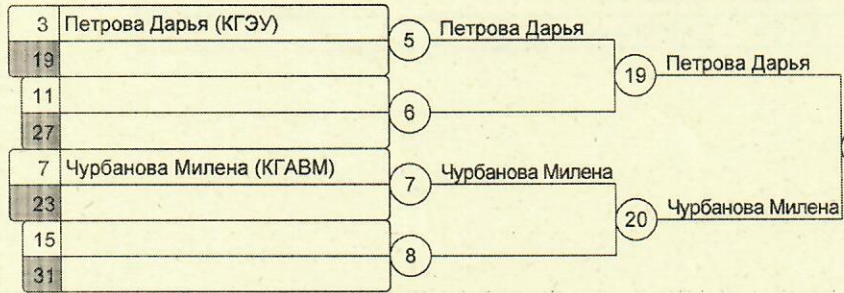 3 Петрова Дарья (КГЭУ)
5 Петрова Дарья
19
19 Петрова Дарья
11
6
27
7 Чурбанова Милена (КГАВМ)
7 Чурбанова Милена
23
20 Чурбанова Милена
15
8
31